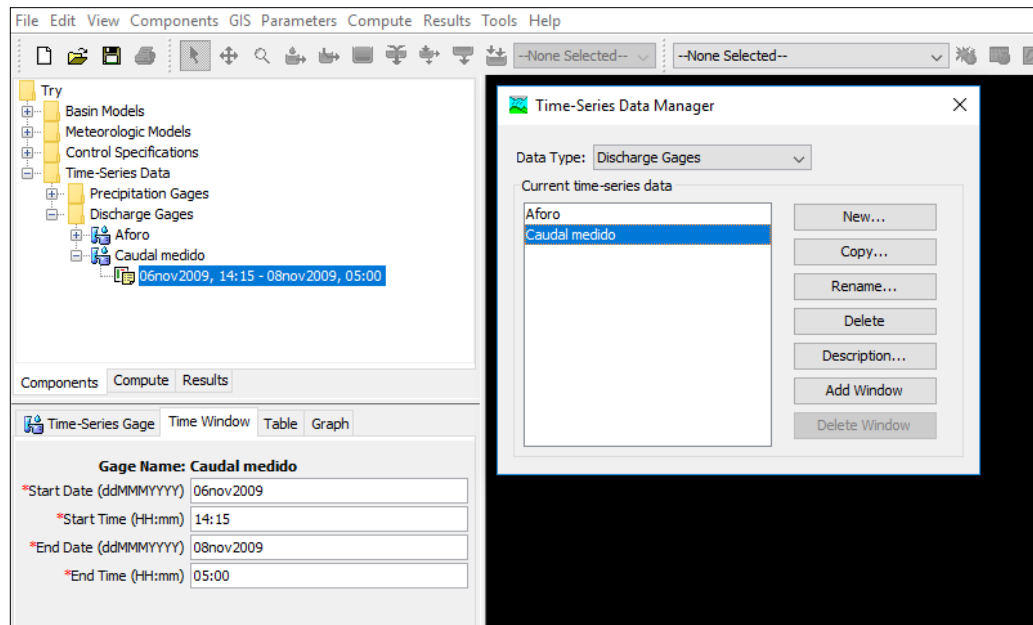 File Edit View Components GIS Parameters Compute Results Tools Help
--None Selected-- --None Selected--
Try
Basin Models
Meteorologic Models
Control Specifications
Time-Series Data
Precipitation Gages
Discharge Gages
Aforo
Caudal medido
06nov2009, 14:15 - 08nov2009, 05:00
Components Compute Results
Time-Series Gage Time Window Table Graph
Gage Name: Caudal medido
*Start Date (ddMMMYYYY) 06nov2009
*Start Time (HH:mm) 14:15
*End Date (ddMMMYYYY) 08nov2009
*End Time (HH:mm) 05:00
Time-Series Data Manager
Data Type: Discharge Gages
Current time-series data
Aforo
Caudal medido
New...
Copy...
Rename...
Delete
Description...
Add Window
Delete Window